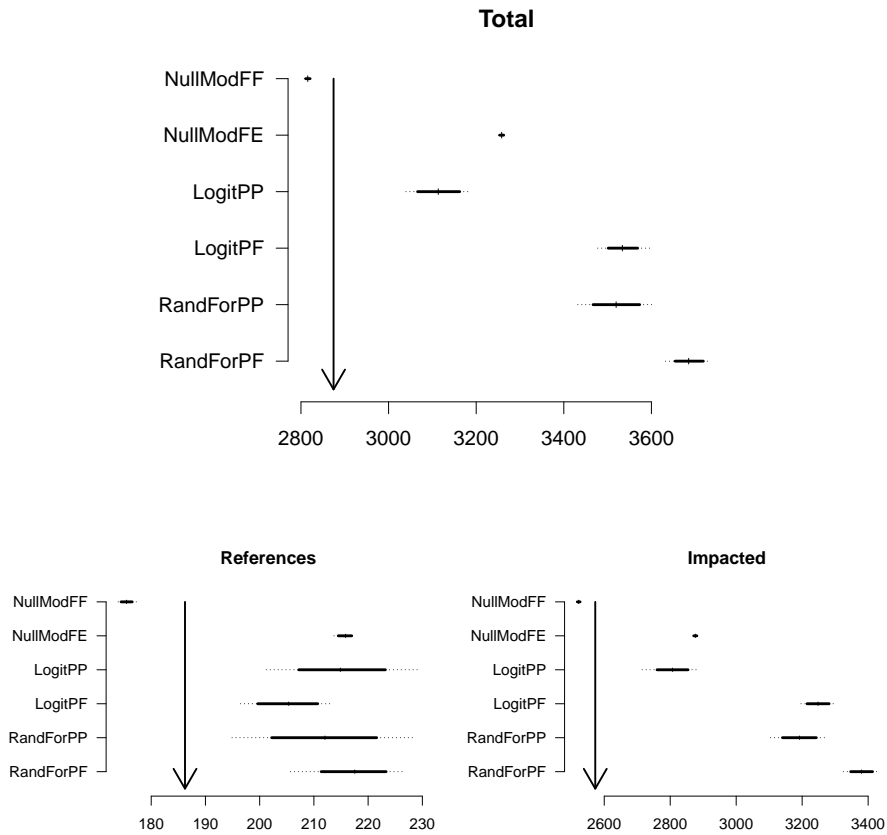 Total
NullModFF
NullModFE
LogitPP
LogitPF
RandForPP
RandForPF
2800 3000 3200 3400 3600
References
NullModFF
NullModFE
LogitPP
LogitPF
RandForPP
RandForPF
180 190 200 210 220 230
Impacted
NullModFF
NullModFE
LogitPP
LogitPF
RandForPP
RandForPF
2600 2800 3000 3200 3400